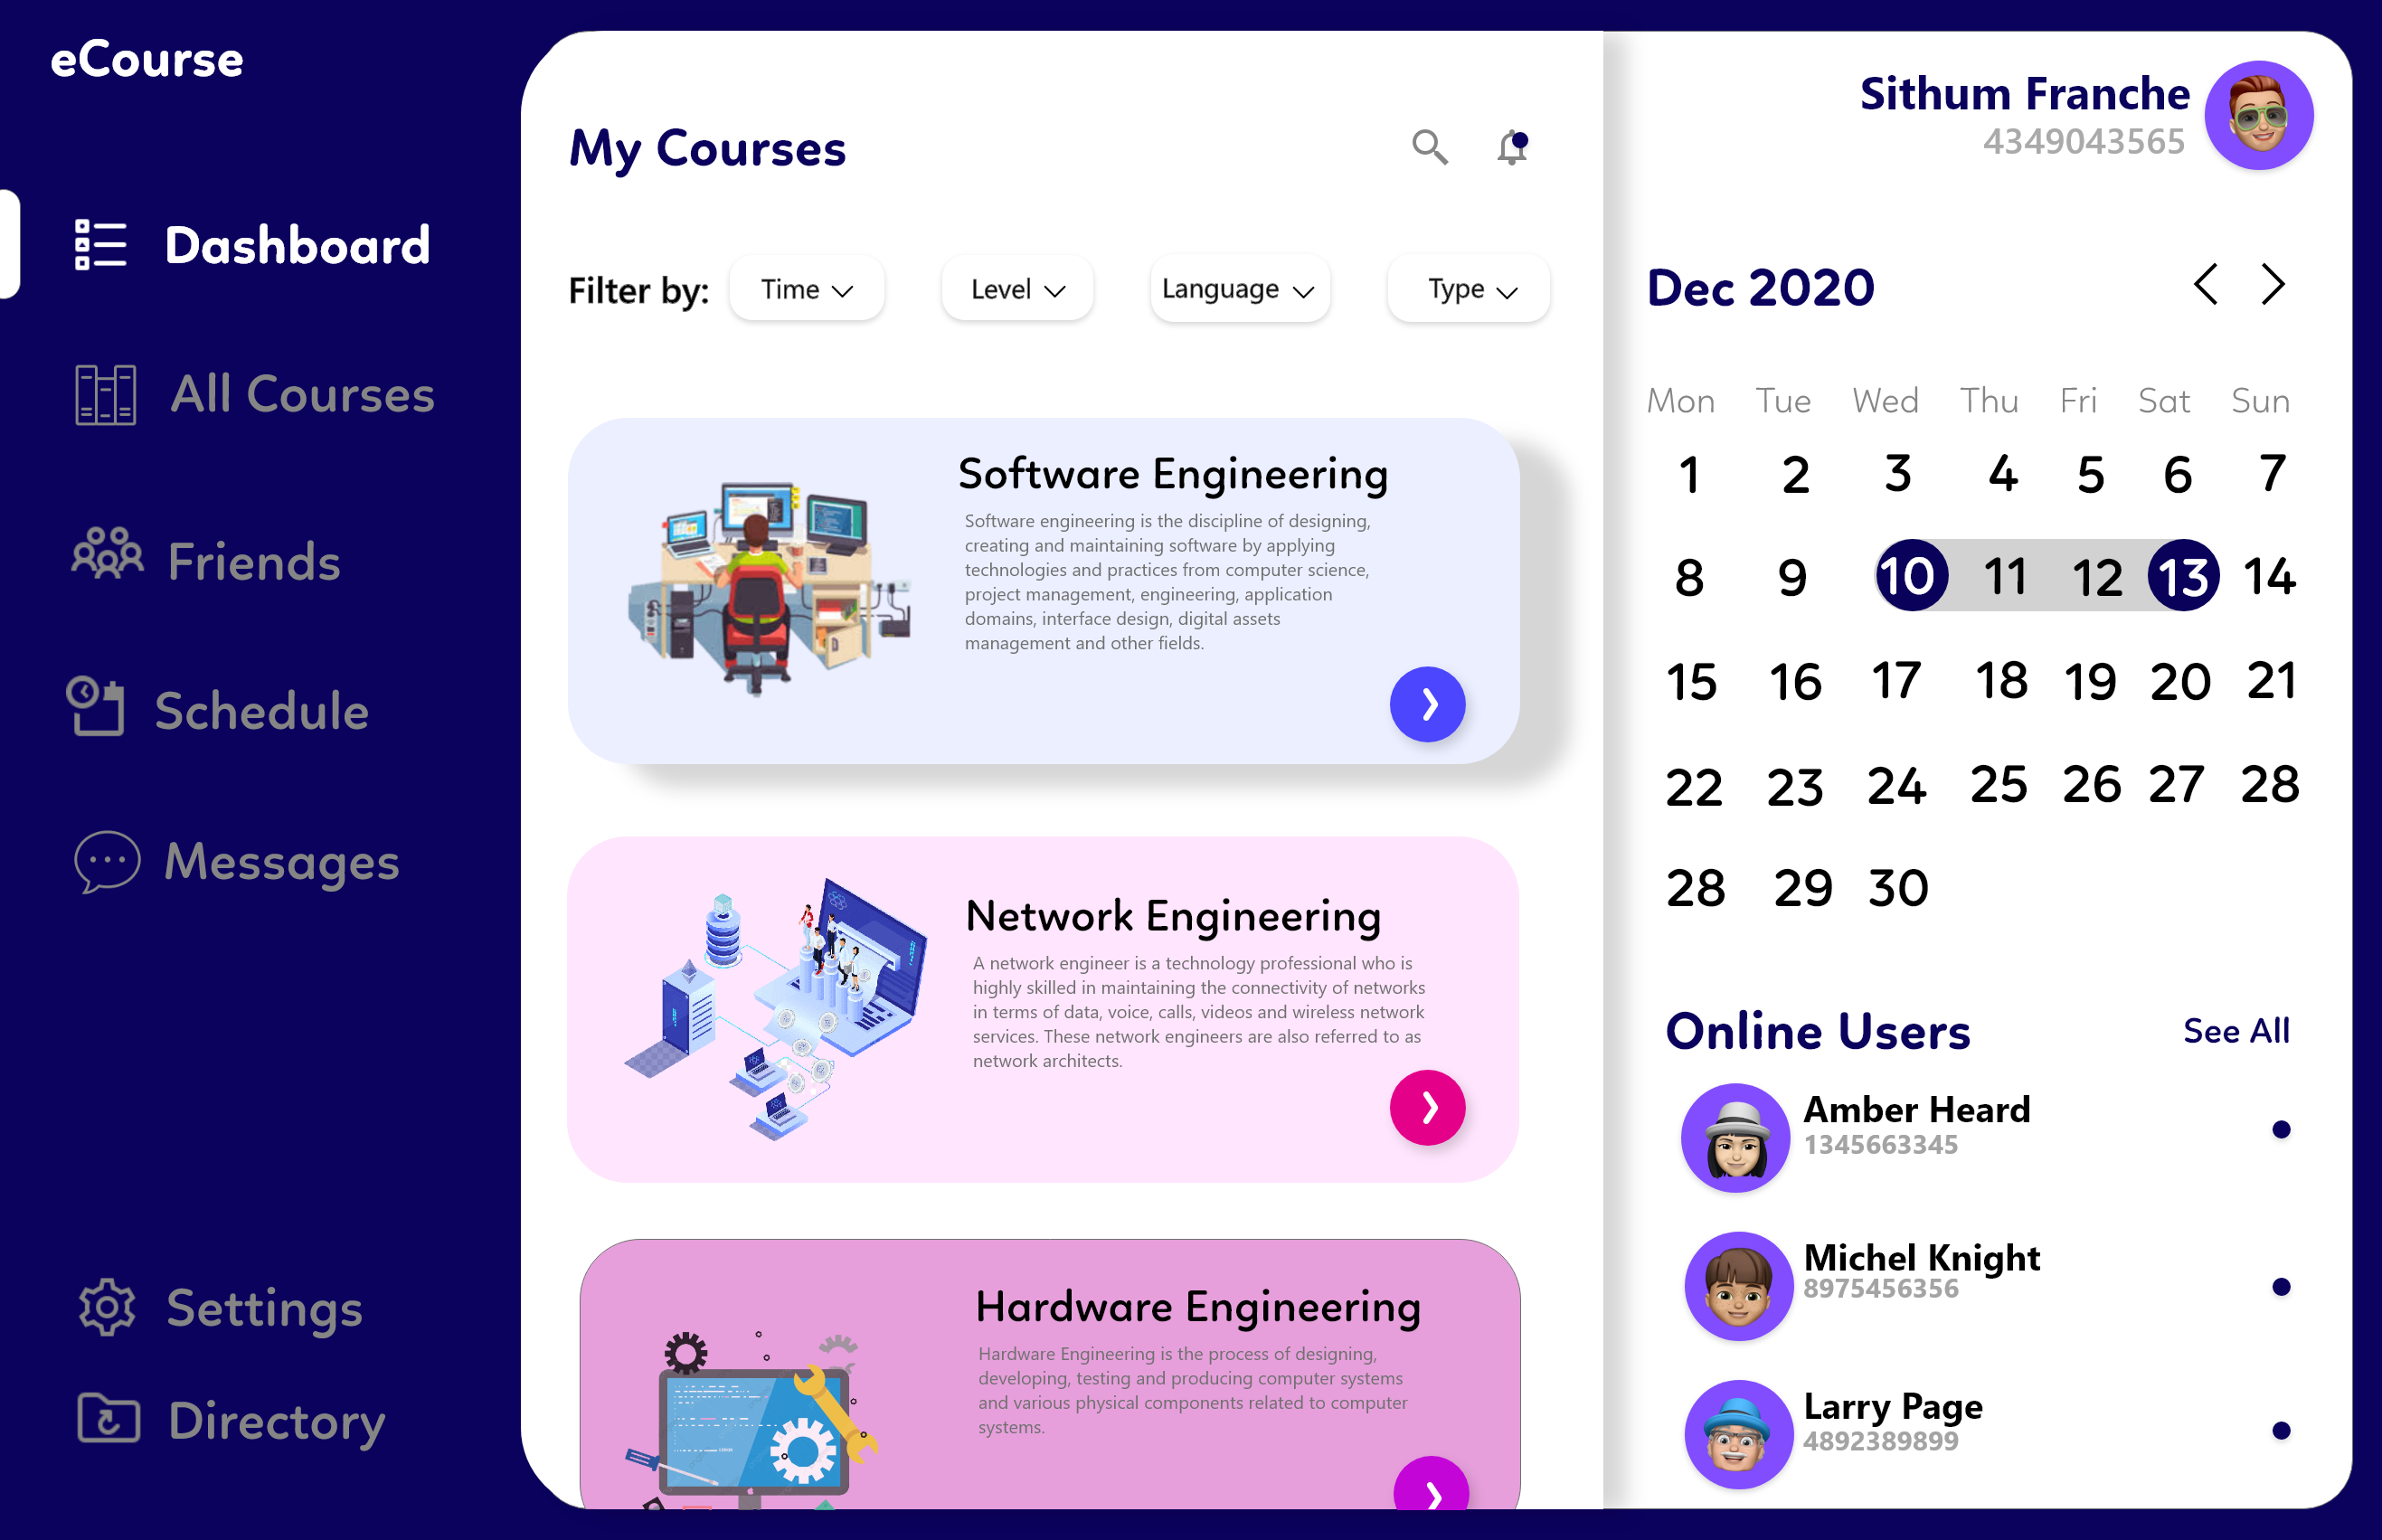 eCourse
Dashboard
All Courses
Friends
Schedule
Messages
Settings
Directory
My Courses
Filter by: Time Level Language Type
Software Engineering
Software engineering is the discipline of designing,
creating and maintaining software by applying
technologies and practices from computer science,
project management, engineering, application
domains, interface design, digital assets
management and other fields.
Network Engineering
A network engineer is a technology professional who is
highly skilled in maintaining the connectivity of networks
in terms of data, voice, calls, videos and wireless network
services. These network engineers are also referred to as
network architects.
Hardware Engineering
Hardware Engineering is the process of designing,
developing, testing and producing computer systems
and various physical components related to computer
systems.
Sithum Franche
4349043565
Dec 2020
Mon Tue Wed Thu Fri Sat Sun
1 2 3 4 5 6 7
8 9 10 11 12 13 14
15 16 17 18 19 20 21
22 23 24 25 26 27 28
28 29 30
Online Users See All
Amber Heard
1345663345
Michel Knight
8975456356
Larry Page
4892389899